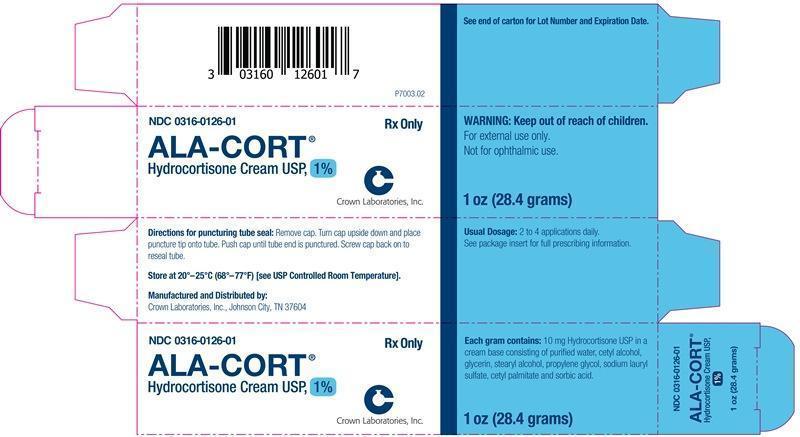 3 03160 12601 7
P7003.02
See end of carton for Lot Number and Expiration Date.
NDC 0316-0126-01
Rx Only
ALA-CORT®
Hydrocortisone Cream USP, 1%
Crown Laboratories, Inc.
WARNING: Keep out of reach of children.
For external use only.
Not for ophthalmic use.
1 oz (28.4 grams)
Directions for puncturing tube seal: Remove cap. Turn cap upside down and place
puncture tip onto tube. Push cap until tube end is punctured. Screw cap back on to
reseal tube.
Store at 20°–25°C (68°–77°F) [see USP Controlled Room Temperature].
Manufactured and Distributed by:
Crown Laboratories, Inc., Johnson City, TN 37604
Usual Dosage: 2 to 4 applications daily.
See package insert for full prescribing information.
NDC 0316-0126-01
Rx Only
ALA-CORT®
Hydrocortisone Cream USP, 1%
Crown Laboratories, Inc.
Each gram contains: 10 mg Hydrocortisone USP in a
cream base consisting of purified water, cetyl alcohol,
glycerin, stearyl alcohol, propylene glycol, sodium lauryl
sulfate, cetyl palmitate and sorbic acid.
1 oz (28.4 grams)
NDC 0316-0126-01
ALA-CORT®
Hydrocortisone Cream USP,
1%
1 oz (28.4 grams)